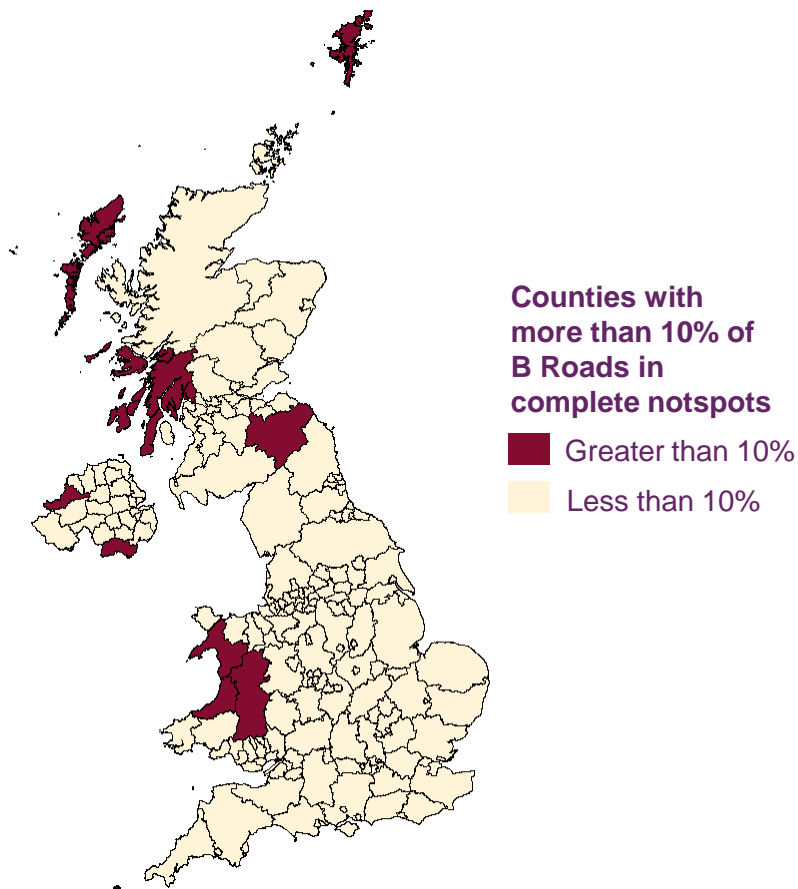 Counties with
more than 10% of
B Roads in
complete notspots
Greater than 10%
Less than 10%